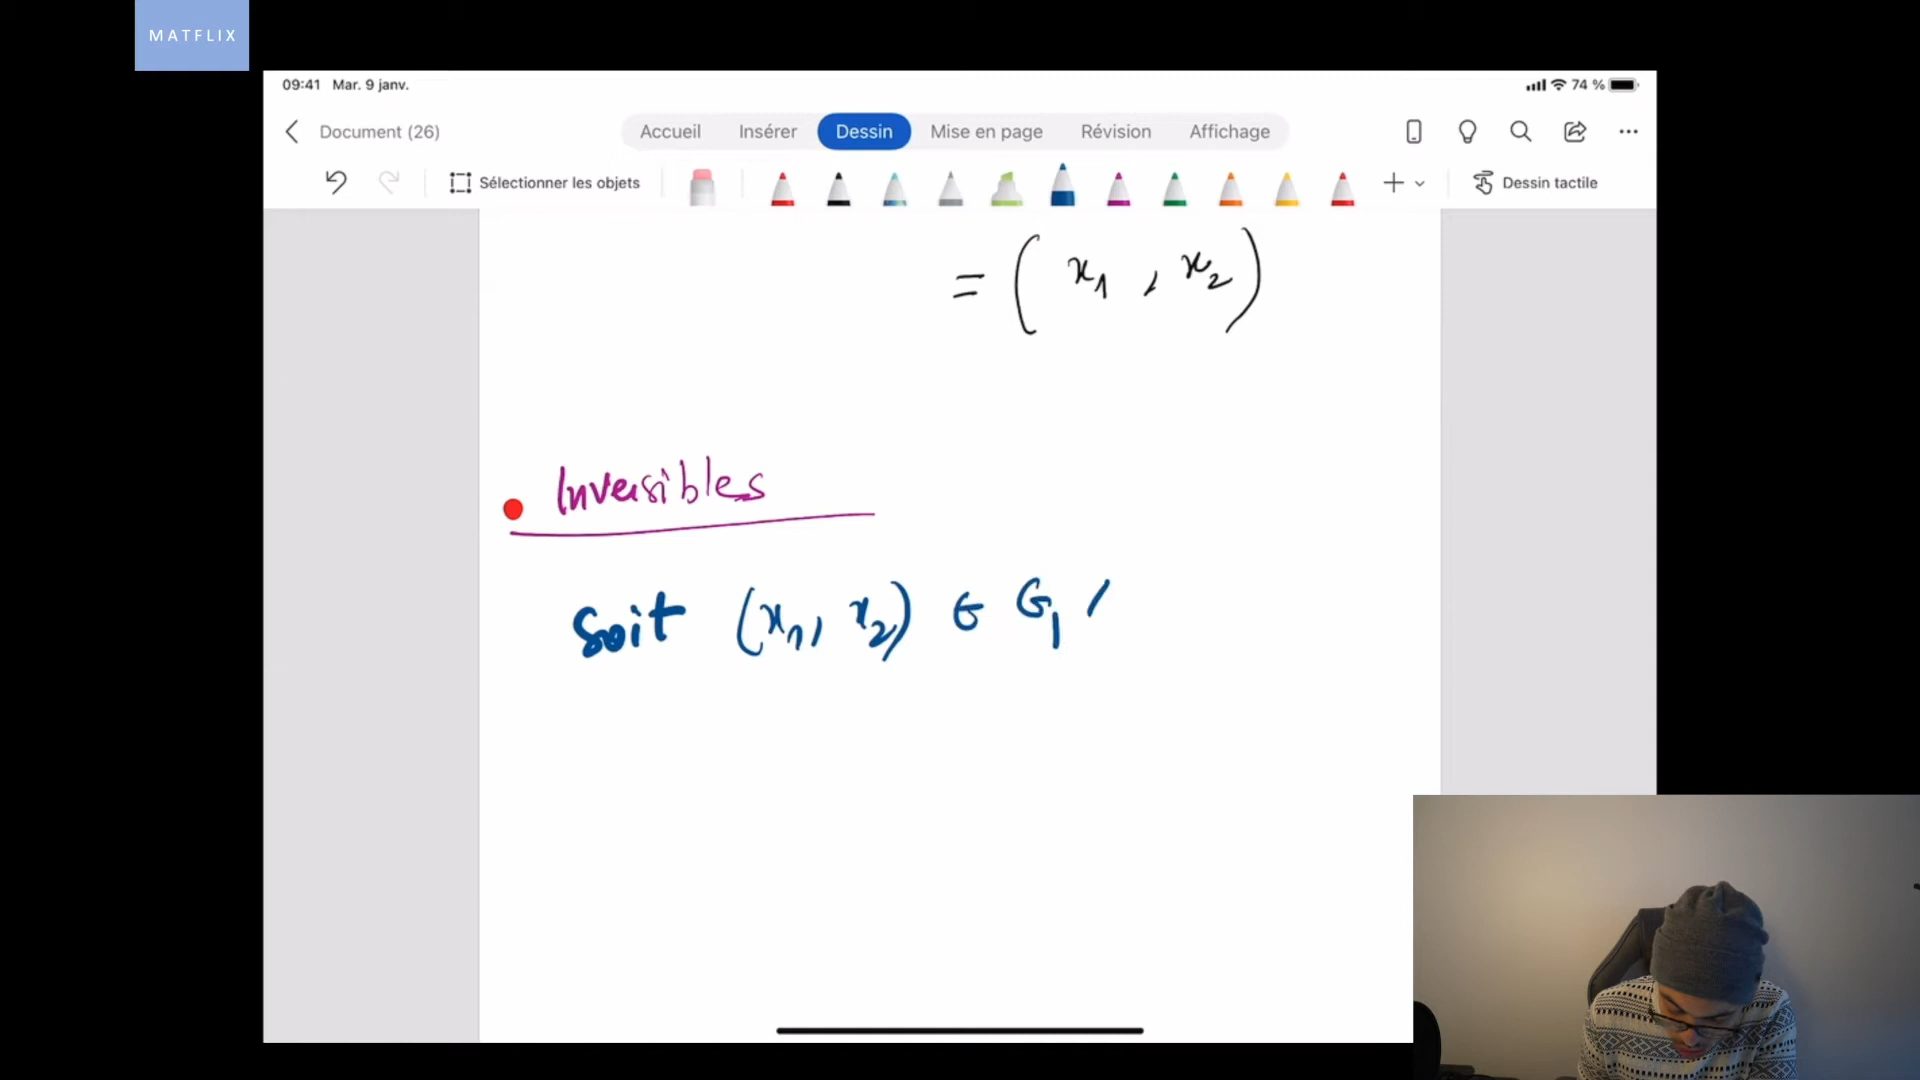 MATFLIX
09:41 Mar. 9 janv. 74 %
Document (26) Accueil Insérer Dessin Mise en page Révision Affichage
Sélectionner les objets Dessin tactile
= ( x₁ , x₂ )
Inversibles
Soit (x₁, x₂) ∈ G₁ /